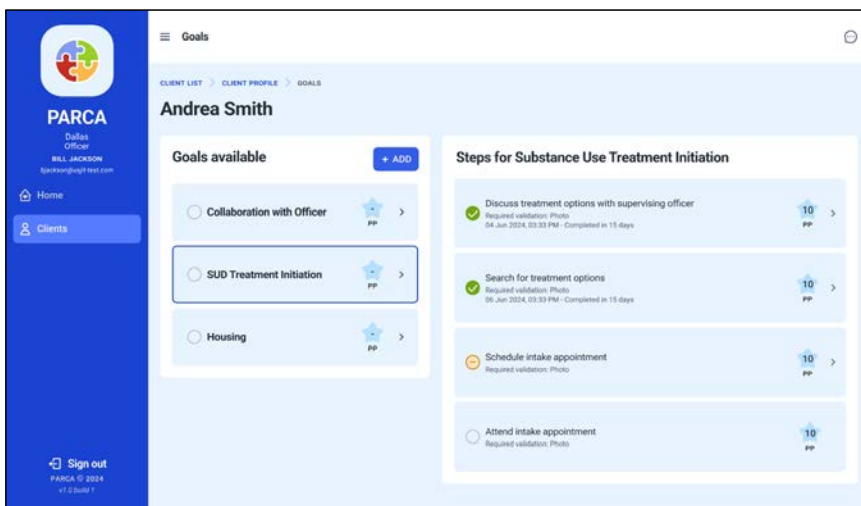 PARCA
Dallas
Officer
BILL JACKSON
Home
Clients
Sign out
PARCA © 2024
v1.0 build 1
Goals
CLIENT LIST > CLIENT PROFILE > GOALS
Andrea Smith
Goals available
+ ADD
Collaboration with Officer
- PP
SUD Treatment Initiation
- PP
Housing
- PP
Steps for Substance Use Treatment Initiation
Discuss treatment options with supervising officer
Required validation: Photo
04 Jun 2024, 03:33 PM - Completed in 15 days
10
PP
Search for treatment options
Required validation: Photo
06 Jun 2024, 03:33 PM - Completed in 15 days
10
PP
Schedule intake appointment
Required validation: Photo
10
PP
Attend intake appointment
Required validation: Photo
10
PP